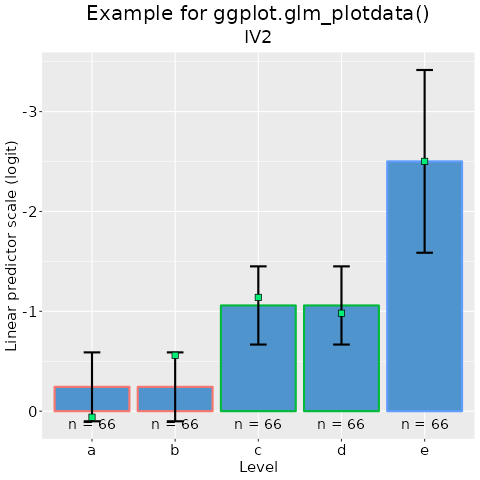 Example for ggplot.glm_plotdata()
IV2
Linear predictor scale (logit)
-3
-2
-1
0
n = 66 n = 66 n = 66 n = 66 n = 66
a b c d e
Level